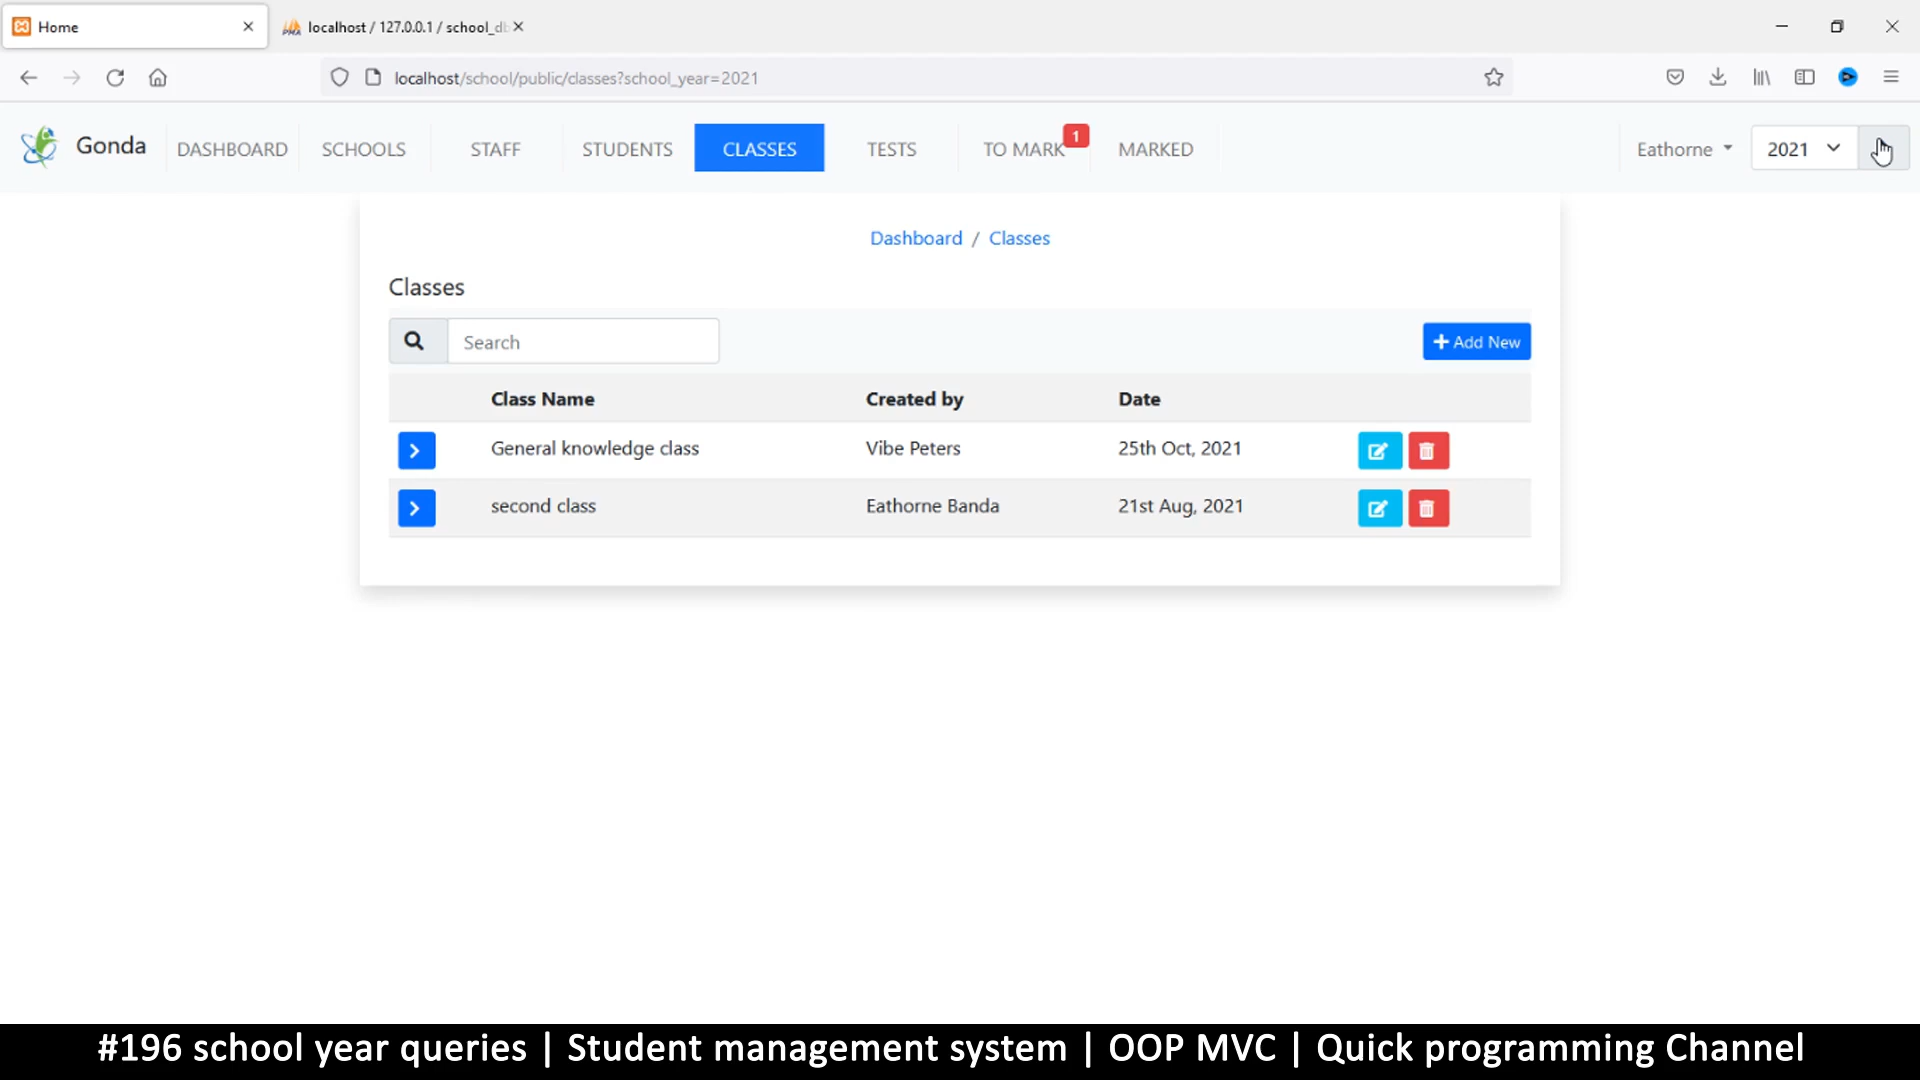 Home
localhost / 127.0.0.1 / school_db
localhost/school/public/classes?school_year=2021
Gonda DASHBOARD SCHOOLS STAFF STUDENTS CLASSES TESTS TO MARK 1 MARKED Eathorne 2021
Dashboard / Classes
Classes
Search
Add New
Class Name Created by Date
General knowledge class Vibe Peters 25th Oct, 2021
second class Eathorne Banda 21st Aug, 2021
#196 school year queries | Student management system | OOP MVC | Quick programming Channel